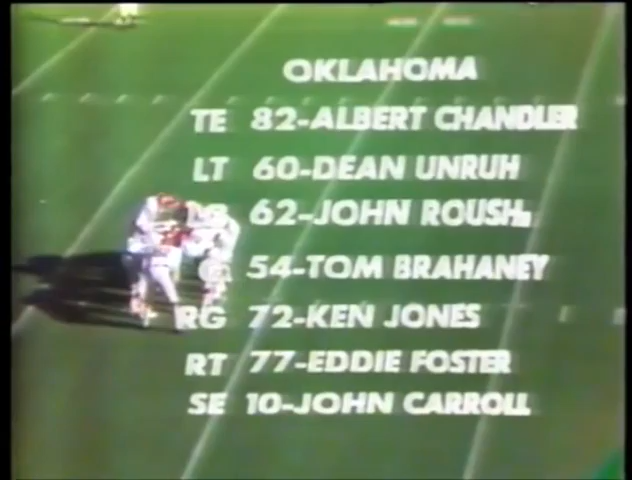 OKLAHOMA
TE 82-ALBERT CHANDLER
LT 60-DEAN UNRUH
62-JOHN ROUSH
C 54-TOM BRAHANEY
RG 72-KEN JONES
RT 77-EDDIE FOSTER
SE 10-JOHN CARROLL